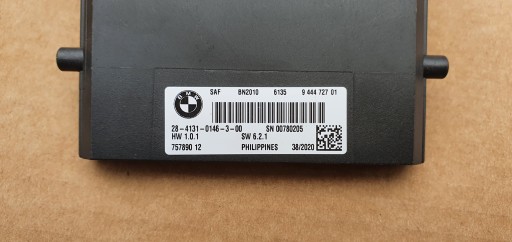 BMW
SAF BN2010 6135 9 444 727 01
28-4131-0146-3-00 SN 00780205
HW 1.0.1 SW 6.2.1
757890 12 PHILIPPINES 38/2020